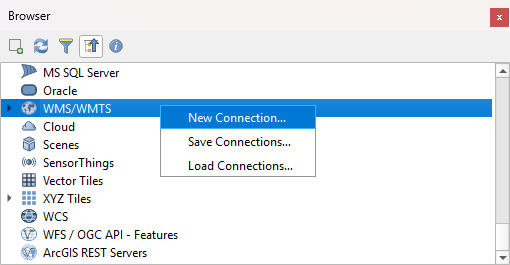 Browser
MS SQL Server
Oracle
WMS/WMTS
New Connection...
Cloud
Save Connections...
Scenes
SensorThings
Load Connections...
Vector Tiles
XYZ Tiles
WCS
WFS / OGC API - Features
ArcGIS REST Servers